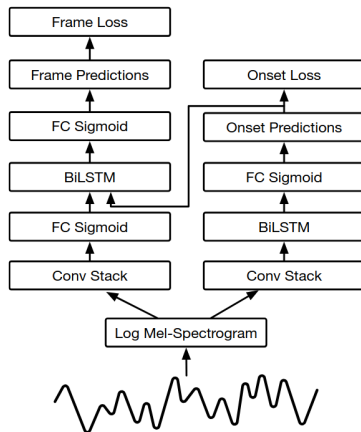 Frame Loss
Frame Predictions
Onset Loss
FC Sigmoid
Onset Predictions
BiLSTM
FC Sigmoid
FC Sigmoid
BiLSTM
Conv Stack
Conv Stack
Log Mel-Spectrogram